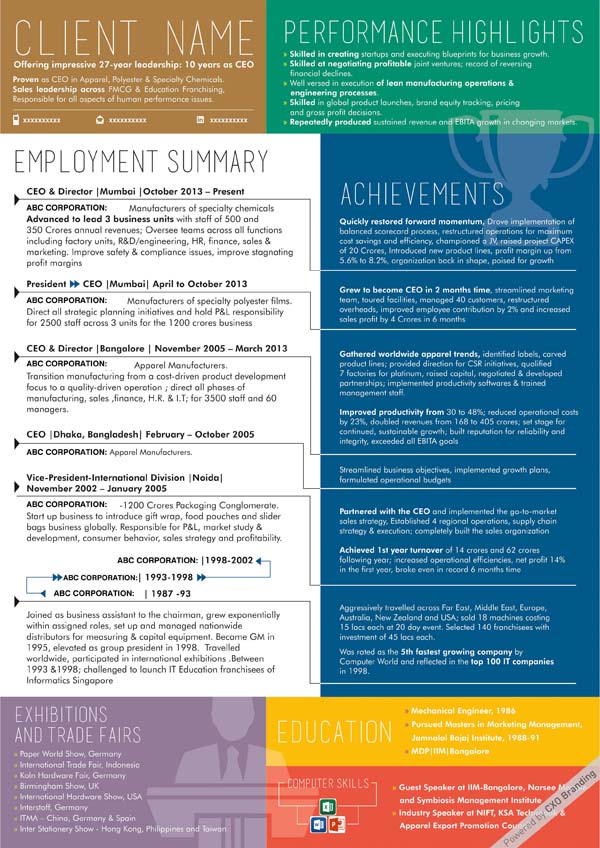 CLIENT NAME
Offering impressive 27-year leadership: 10 years as CEO
Proven as CEO in Apparel, Polyester & Specialty Chemicals.
Sales leadership across FMCG & Education Franchising,
Responsible for all aspects of human performance issues.
xxxxxxxxxx xxxxxxxxxx xxxxxxxxxx
PERFORMANCE HIGHLIGHTS
» Skilled in creating startups and executing blueprints for business growth.
» Skilled at negotiating profitable joint ventures; record of reversing
financial declines.
» Well versed in execution of lean manufacturing operations &
engineering processes.
» Skilled in global product launches, brand equity tracking, pricing
and gross profit decisions.
» Repeatedly produced sustained revenue and EBITA growth in changing markets.
EMPLOYMENT SUMMARY
CEO & Director |Mumbai |October 2013 – Present
ABC CORPORATION: Manufacturers of specialty chemicals
Advanced to lead 3 business units with staff of 500 and
350 Crores annual revenues; Oversee teams across all functions
including factory units, R&D/engineering, HR, finance, sales &
marketing. Improve safety & compliance issues, improve stagnating
profit margins
President CEO |Mumbai| April to October 2013
ABC CORPORATION: Manufacturers of specialty polyester films.
Direct all strategic planning initiatives and hold P&L responsibility
for 2500 staff across 3 units for the 1200 crores business
CEO & Director |Bangalore | November 2005 – March 2013
ABC CORPORATION: Apparel Manufacturers.
Transition manufacturing from a cost-driven product development
focus to a quality-driven operation ; direct all phases of
manufacturing, sales ,finance, H.R. & I.T; for 3500 staff and 60
managers.
CEO |Dhaka, Bangladesh| February – October 2005
ABC CORPORATION: Apparel Manufacturers.
Vice-President-International Division |Noida|
November 2002 – January 2005
ABC CORPORATION: -1200 Crores Packaging Conglomerate.
Start up business to introduce gift wrap, food pouches and slider
bags business globally. Responsible for P&L, market study &
development, consumer behavior, sales strategy and profitability.
ABC CORPORATION: |1998-2002
ABC CORPORATION:| 1993-1998
ABC CORPORATION: | 1987 -93
Joined as business assistant to the chairman, grew exponentially
within assigned roles, set up and managed nationwide
distributors for measuring & capital equipment. Became GM in
1995, elevated as group president in 1998. Travelled
worldwide, participated in international exhibitions .Between
1993 &1998; challenged to launch IT Education franchisees of
Informatics Singapore
ACHIEVEMENTS
Quickly restored forward momentum, Drove implementation of
balanced scorecard process, restructured operations for maximum
cost savings and efficiency, championed a JV, raised project CAPEX
of 20 Crores, Introduced new product lines, profit margin up from
5.6% to 8.2%, organization back in shape, poised for growth
Grew to become CEO in 2 months time, streamlined marketing
team, toured facilities, managed 40 customers, restructured
overheads, improved employee contribution by 2% and increased
sales profit by 4 Crores in 6 months
Gathered worldwide apparel trends, identified labels, carved
product lines; provided direction for CSR initiatives, qualified
7 factories for platinum, raised capital, negotiated & developed
partnerships; implemented productivity softwares & trained
management staff.
Improved productivity from 30 to 48%; reduced operational costs
by 23%, doubled revenues from 168 to 405 crores; set stage for
continued, sustainable growth; built reputation for reliability and
integrity, exceeded all EBITA goals
Streamlined business objectives, implemented growth plans,
formulated operational budgets
Partnered with the CEO and implemented the go-to-market
sales strategy, Established 4 regional operations, supply chain
strategy & execution; completely built the sales organization
Achieved 1st year turnover of 14 crores and 62 crores
following year; increased operational efficiencies, net profit 14%
in the first year, broke even in record 6 months time
Aggressively travelled across Far East, Middle East, Europe,
Australia, New Zealand and USA; sold 18 machines costing
15 lacs each at 20 day event. Selected 140 franchisees with
investment of 45 lacs each.
Was rated as the 5th fastest growing company by
Computer World and reflected in the top 100 IT companies
in 1998.
EXHIBITIONS
AND TRADE FAIRS
» Paper World Show, Germany
» International Trade Fair, Indonesia
» Koln Hardware Fair, Germany
» Birmingham Show, UK
» International Hardware Show, USA
» Interstoff, Germany
» ITMA – China, Germany & Spain
» Inter Stationery Show - Hong Kong, Philippines and Taiwan
EDUCATION
» Mechanical Engineer, 1986
» Pursued Masters in Marketing Management,
Jamnalal Bajaj Institute, 1988-91
» MDP|IIM|Bangalore
COMPUTER SKILLS
» Guest Speaker at IIM-Bangalore, Narsee
and Symbiosis Management Institute
» Industry Speaker at NIFT, KSA &
Apparel Export Promotion
Powered by CXO Branding